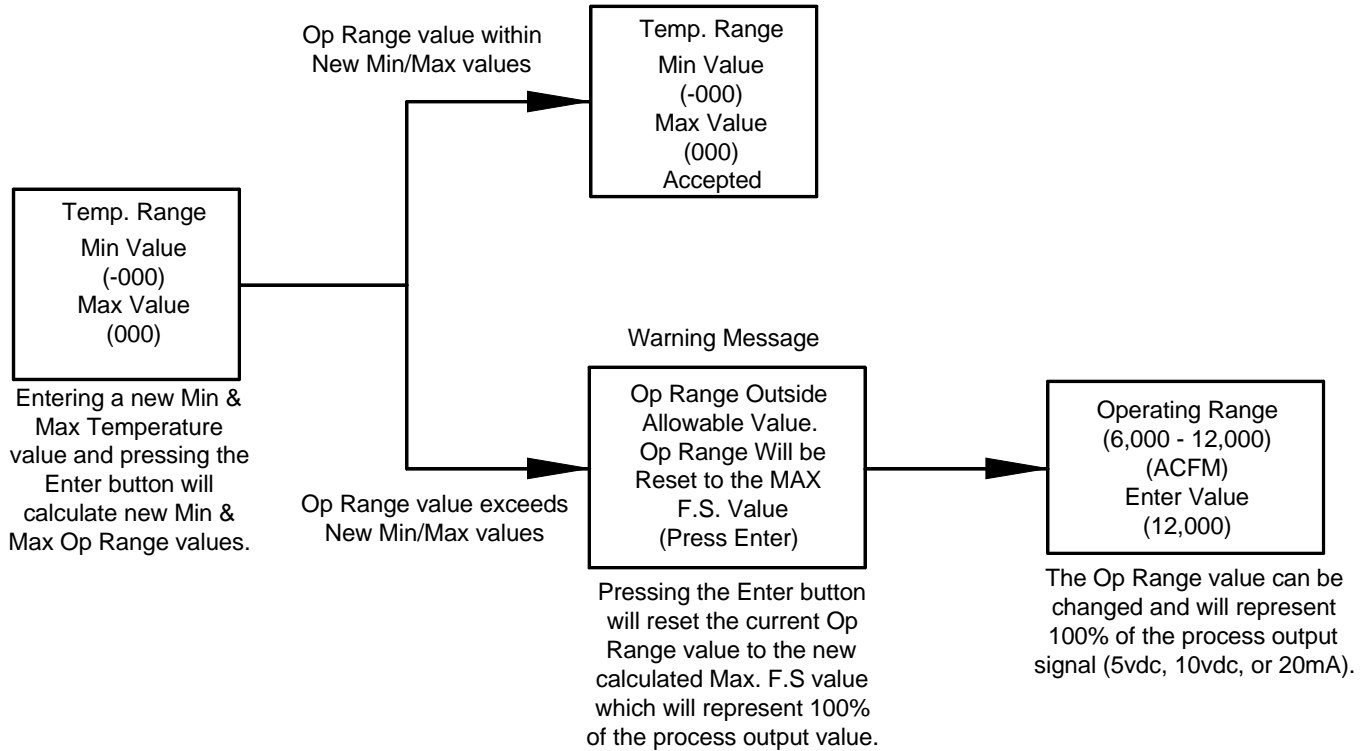 Op Range value within
New Min/Max values
Temp. Range
Min Value
(-000)
Max Value
(000)
Accepted
Temp. Range
Min Value
(-000)
Max Value
(000)
Entering a new Min &
Max Temperature
value and pressing the
Enter button will
calculate new Min &
Max Op Range values.
Op Range value exceeds
New Min/Max values
Warning Message
Op Range Outside
Allowable Value.
Op Range Will be
Reset to the MAX
F.S. Value
(Press Enter)
Pressing the Enter button
will reset the current Op
Range value to the new
calculated Max. F.S value
which will represent 100%
of the process output value.
Operating Range
(6,000 - 12,000)
(ACFM)
Enter Value
(12,000)
The Op Range value can be
changed and will represent
100% of the process output
signal (5vdc, 10vdc, or 20mA).